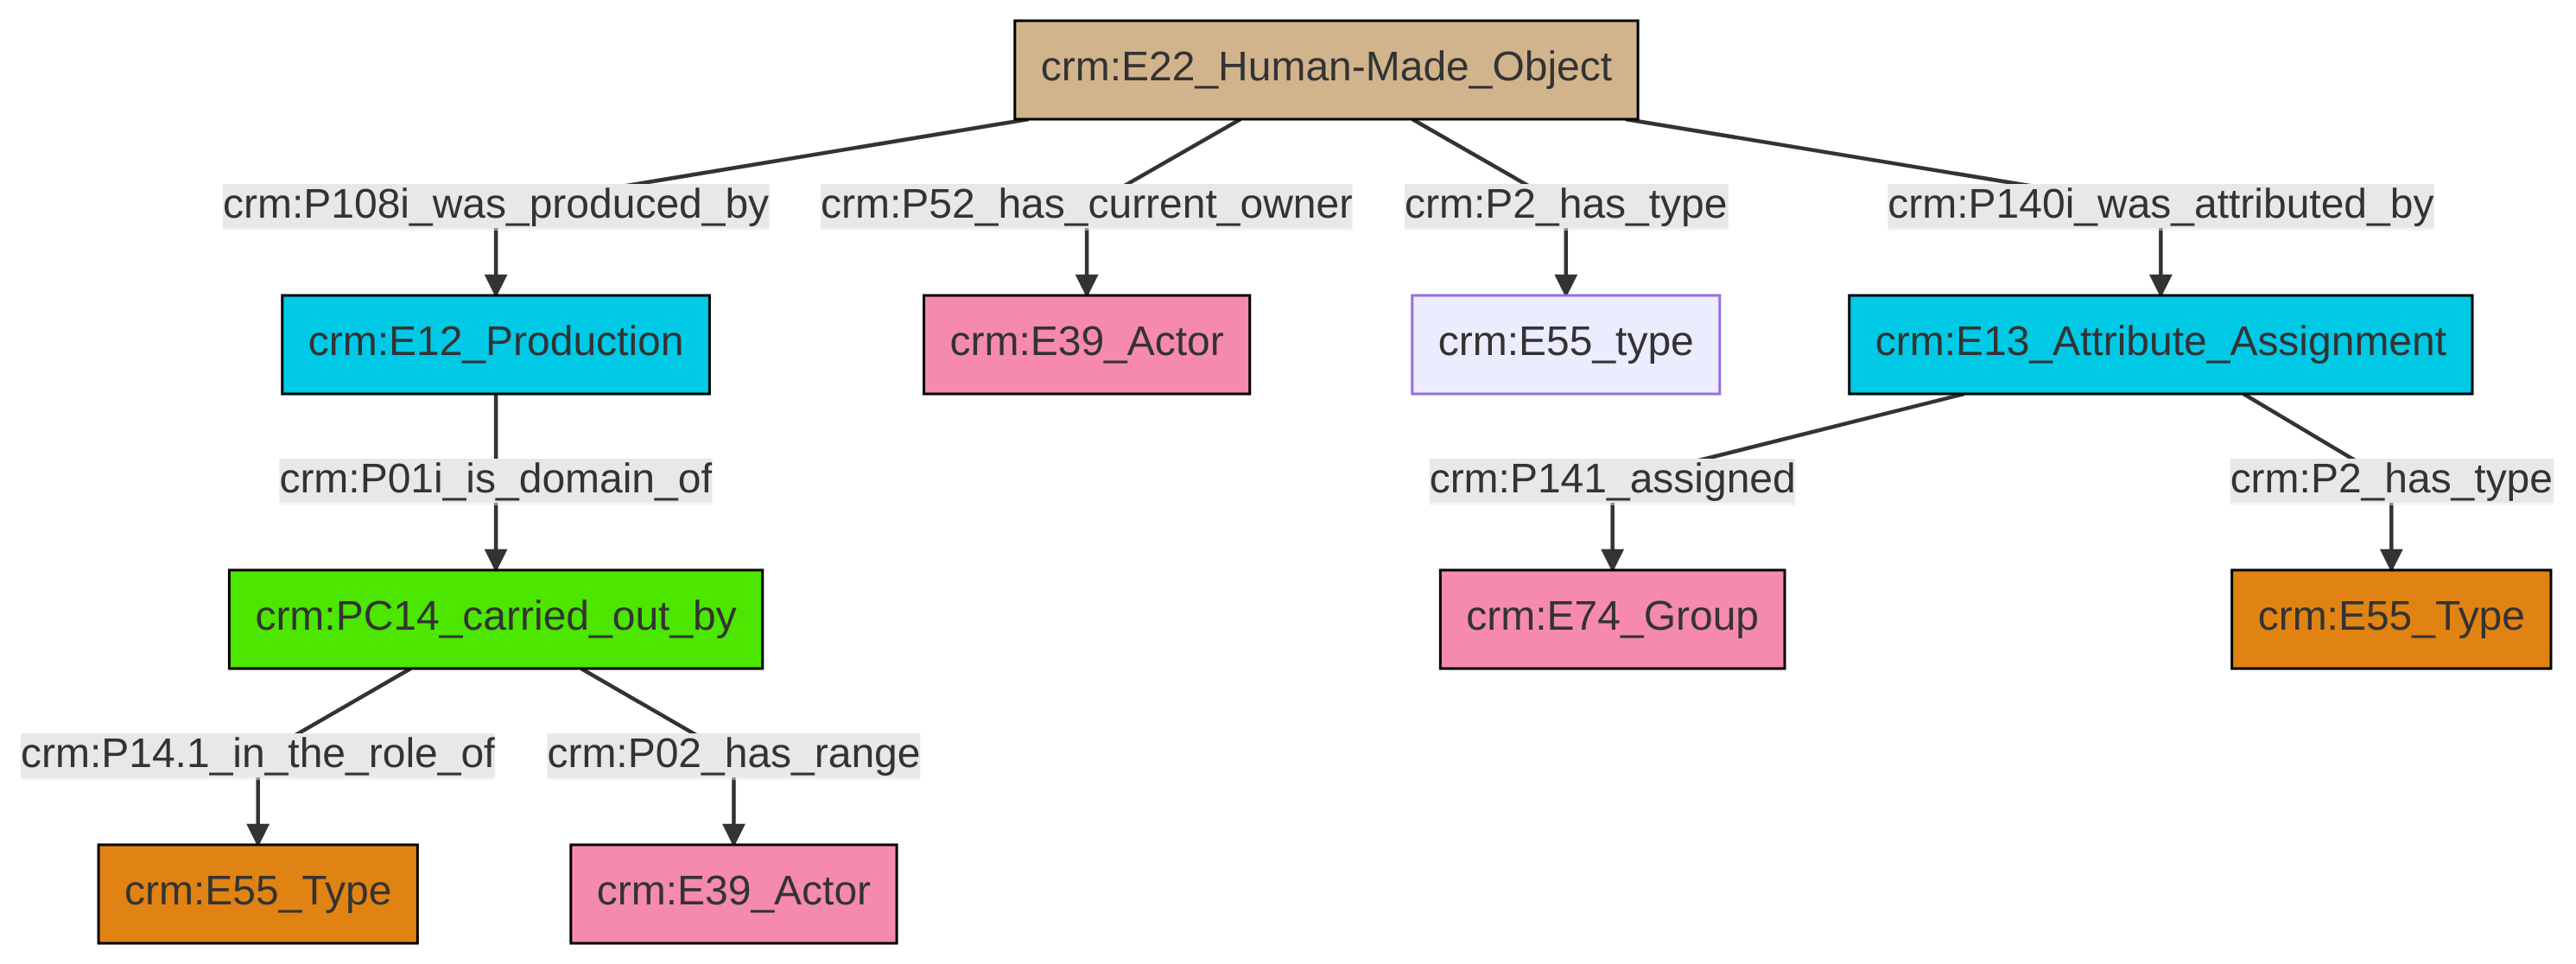 crm:E22_Human-Made_Object
crm:P108i_was_produced_by
crm:P52_has_current_owner
crm:P2_has_type
crm:P140i_was_attributed_by
crm:E12_Production
crm:E39_Actor
crm:E55_type
crm:E13_Attribute_Assignment
crm:P01i_is_domain_of
crm:P141_assigned
crm:P2_has_type
crm:PC14_carried_out_by
crm:E74_Group
crm:E55_Type
crm:P14.1_in_the_role_of
crm:P02_has_range
crm:E55_Type
crm:E39_Actor